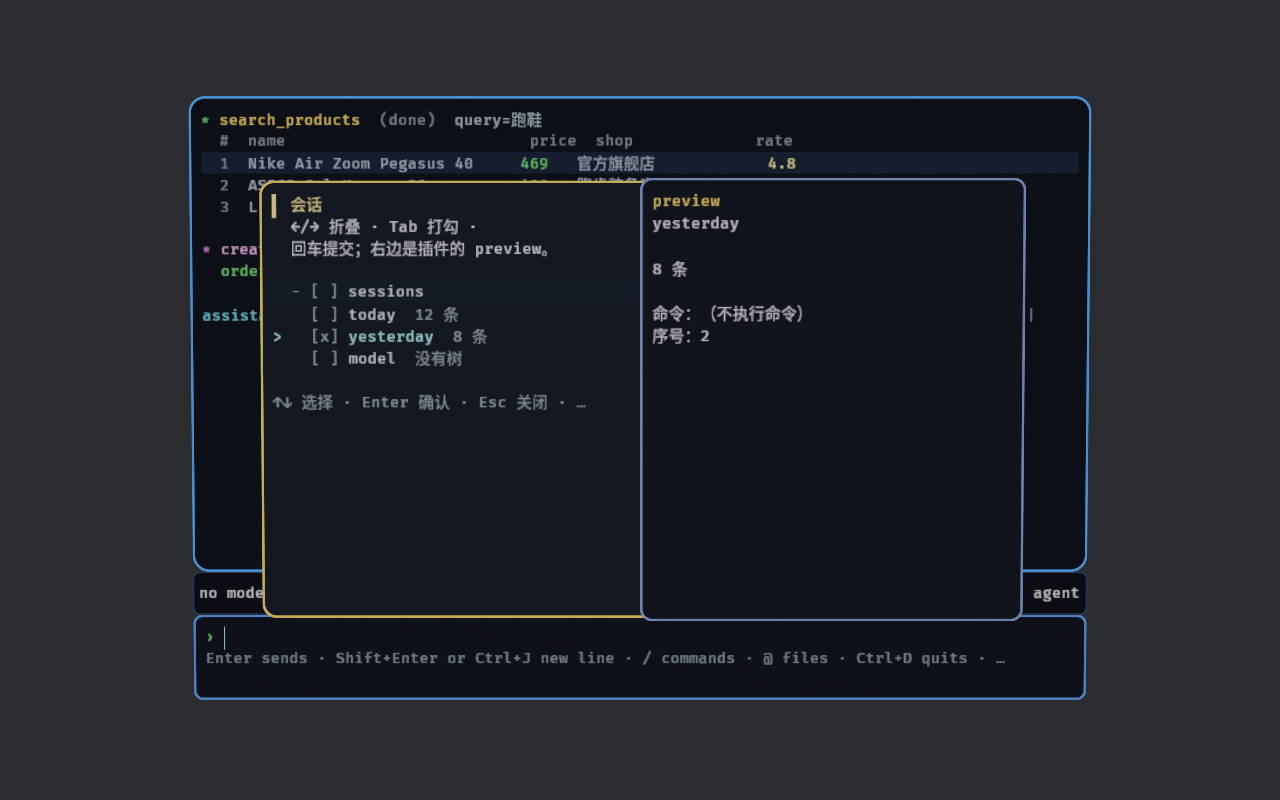 * search_products (done) query=跑鞋
# name price shop rate
1 Nike Air Zoom Pegasus 40 469 官方旗舰店 4.8
2
3 L
* crea
orde
assist
会话
←/→ 折叠 · Tab 打勾 ·
回车提交; 右边是插件的 preview。
- [ ] sessions
[ ] today 12 条
> [x] yesterday 8 条
[ ] model 没有树
↑↓ 选择 · Enter 确认 · Esc 关闭 · …
preview
yesterday
8 条
命令: (不执行命令)
序号: 2
no mode
agent
›
Enter sends · Shift+Enter or Ctrl+J new line · / commands · @ files · Ctrl+D quits · …